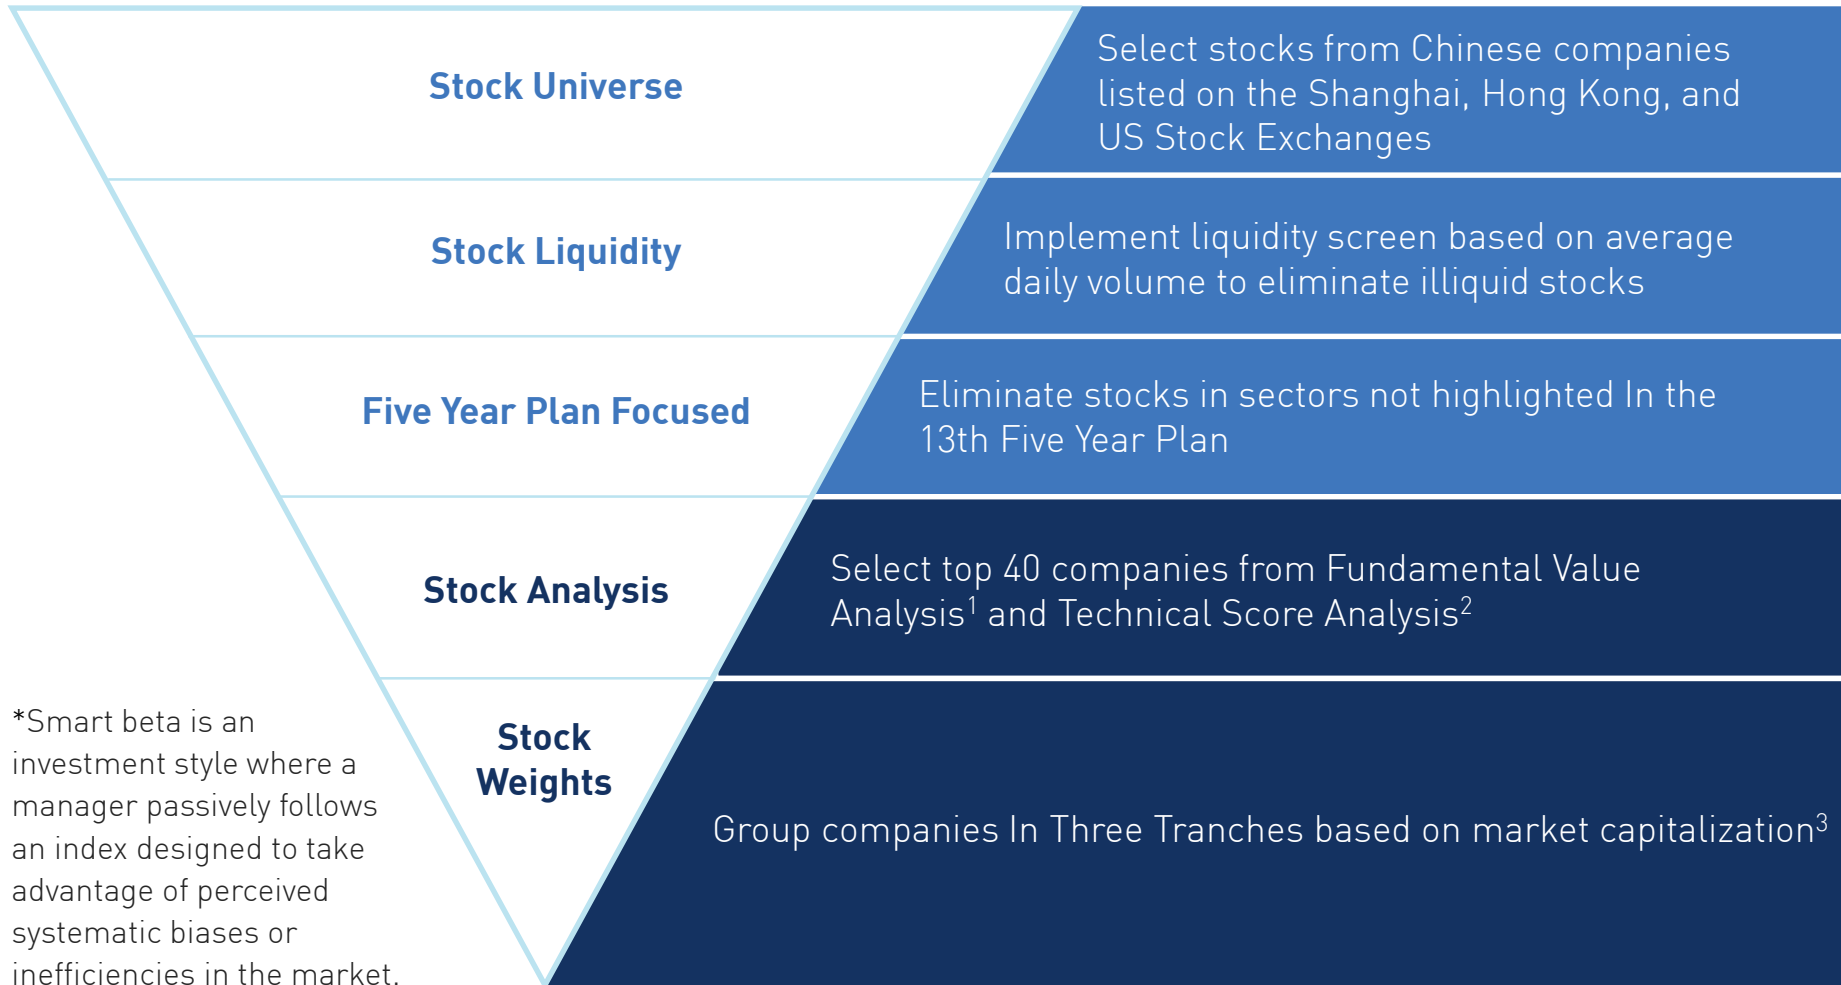 Stock Universe
Select stocks from Chinese companies
listed on the Shanghai, Hong Kong, and
US Stock Exchanges
Stock Liquidity
Implement liquidity screen based on average
daily volume to eliminate illiquid stocks
Five Year Plan Focused
Eliminate stocks in sectors not highlighted In the
13th Five Year Plan
Stock Analysis
Select top 40 companies from Fundamental Value
Analysis¹ and Technical Score Analysis²
Stock
Weights
Group companies In Three Tranches based on market capitalization³
*Smart beta is an
investment style where a
manager passively follows
an index designed to take
advantage of perceived
systematic biases or
inefficiencies in the market.